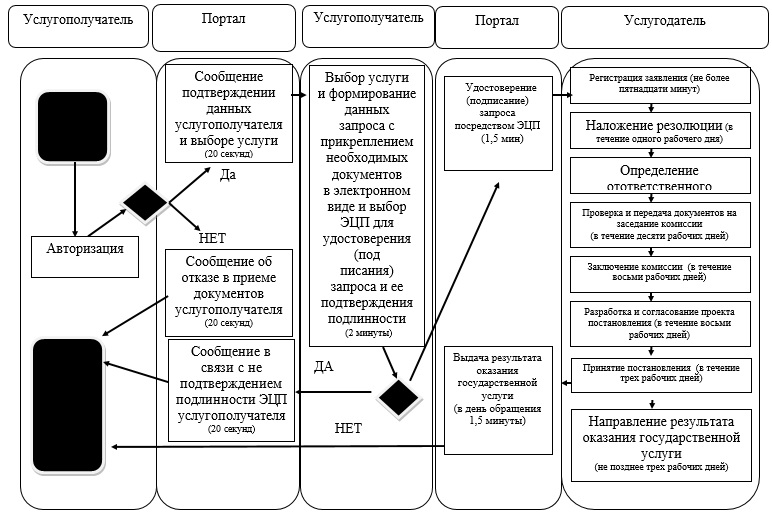 Услугополучатель
Портал
Услугополучатель
Портал
Услугодатель
Авторизация
Сообщение
подтверждении
данных
услугополучателя
и выборе услуги
(20 секунд)
Да
НЕТ
Сообщение об
отказе в приеме
документов
услугополучателя
(20 секунд)
Сообщение в
связи с не
подтверждением
подлинности ЭЦП
услугополучателя
(20 секунд)
Выбор услуги
и формирование
данных
запроса с
прикреплением
необходимых
документов
в электронном
виде и выбор
ЭЦП для
удостоверения
(под
писания)
запроса и ее
подтверждения
подлинности
(2 минуты)
ДА
НЕТ
Удостоверение
(подписание)
запроса
посредством ЭЦП
(1,5 мин)
Выдача результата
оказания
государственной
услуги
(в день обращения
1,5 минуты)
Регистрация заявления (не более
пятнадцати минут)
Наложение резолюции (в
течение одного рабочего дня)
Определение
отответственного
Проверка и передача документов на
заседание комиссии
(в течение десяти рабочих дней)
Заключение комиссии (в течение
восьми рабочих дней)
Разработка и согласование проекта
постановления (в течение восьми
рабочих дней)
Принятие постановления (в течение
трех рабочих дней)
Направление результата
оказания государственной
услуги
(не позднее трех рабочих дней)